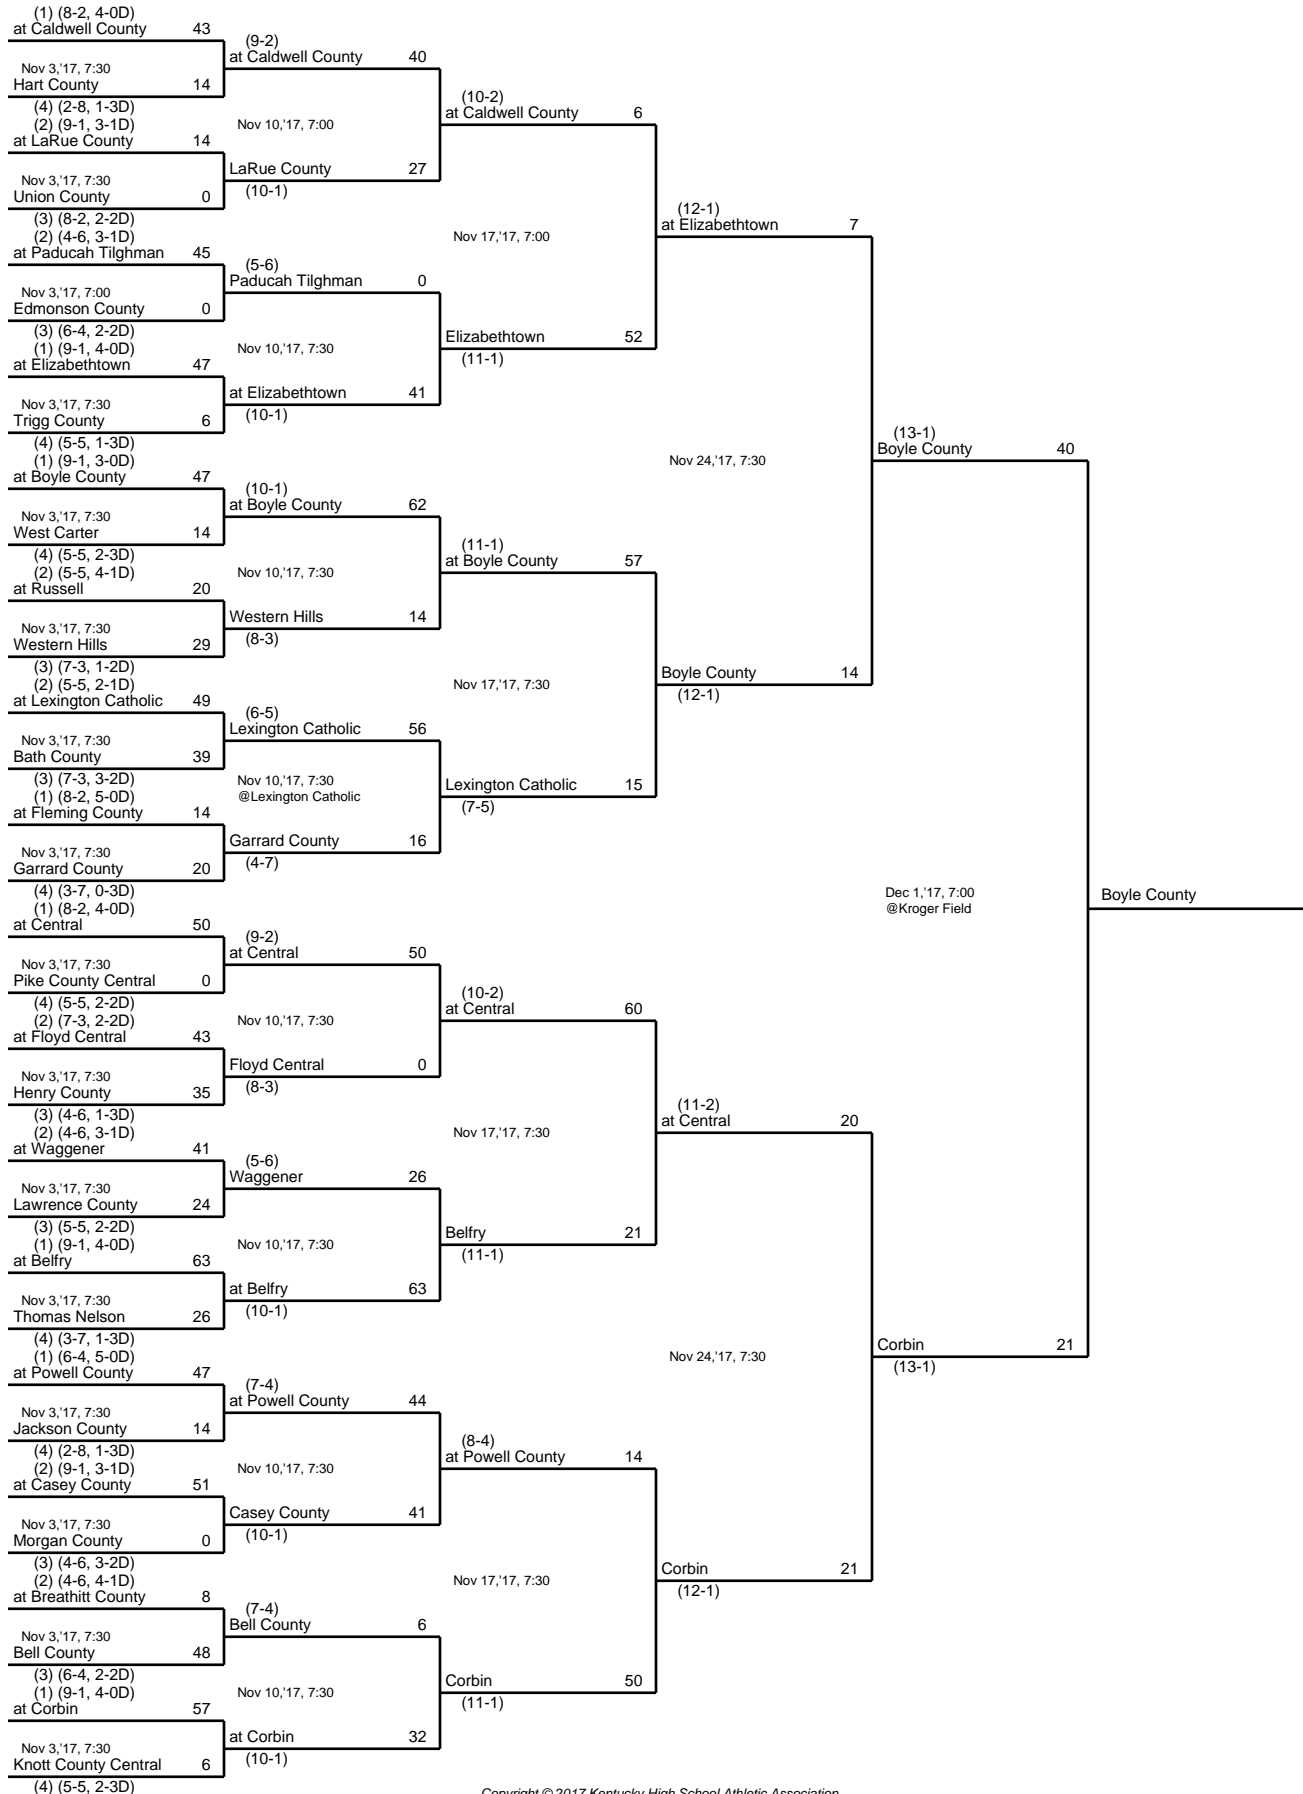 (1) (8-2, 4-0D)
at Caldwell County 43
Nov 3,'17, 7:30
Hart County 14
(4) (2-8, 1-3D)
(2) (9-1, 3-1D)
at LaRue County 14
Nov 3,'17, 7:30
Union County 0
(3) (8-2, 2-2D)
(2) (4-6, 3-1D)
at Paducah Tilghman 45
Nov 3,'17, 7:00
Edmonson County 0
(3) (6-4, 2-2D)
(1) (9-1, 4-0D)
at Elizabethtown 47
Nov 3,'17, 7:30
Trigg County 6
(4) (5-5, 1-3D)
(1) (9-1, 3-0D)
at Boyle County 47
Nov 3,'17, 7:30
West Carter 14
(4) (5-5, 2-3D)
(2) (5-5, 4-1D)
at Russell 20
Nov 3,'17, 7:30
Western Hills 29
(3) (7-3, 1-2D)
(2) (5-5, 2-1D)
at Lexington Catholic 49
Nov 3,'17, 7:30
Bath County 39
(3) (7-3, 3-2D)
(1) (8-2, 5-0D)
at Fleming County 14
Nov 3,'17, 7:30
Garrard County 20
(4) (3-7, 0-3D)
(1) (8-2, 4-0D)
at Central 50
Nov 3,'17, 7:30
Pike County Central 0
(4) (5-5, 2-2D)
(2) (7-3, 2-2D)
at Floyd Central 43
Nov 3,'17, 7:30
Henry County 35
(3) (4-6, 1-3D)
(2) (4-6, 3-1D)
at Waggener 41
Nov 3,'17, 7:30
Lawrence County 24
(3) (5-5, 2-2D)
(1) (9-1, 4-0D)
at Belfry 63
Nov 3,'17, 7:30
Thomas Nelson 26
(4) (3-7, 1-3D)
(1) (6-4, 5-0D)
at Powell County 47
Nov 3,'17, 7:30
Jackson County 14
(4) (2-8, 1-3D)
(2) (9-1, 3-1D)
at Casey County 51
Nov 3,'17, 7:30
Morgan County 0
(3) (4-6, 3-2D)
(2) (4-6, 4-1D)
at Breathitt County 8
Nov 3,'17, 7:30
Bell County 48
(3) (6-4, 2-2D)
(1) (9-1, 4-0D)
at Corbin 57
Nov 3,'17, 7:30
Knott County Central 6
(4) (5-5, 2-3D)
(9-2)
at Caldwell County 40
Nov 10,'17, 7:00
LaRue County 27
(10-1)
(5-6)
Paducah Tilghman 0
Nov 10,'17, 7:30
at Elizabethtown 41
(10-1)
(10-1)
at Boyle County 62
Nov 10,'17, 7:30
Western Hills 14
(8-3)
(6-5)
Lexington Catholic 56
Nov 10,'17, 7:30
@Lexington Catholic
Garrard County 16
(4-7)
(9-2)
at Central 50
Nov 10,'17, 7:30
Floyd Central 0
(8-3)
(5-6)
Waggener 26
Nov 10,'17, 7:30
at Belfry 63
(10-1)
(7-4)
at Powell County 44
Nov 10,'17, 7:30
Casey County 41
(10-1)
(7-4)
Bell County 6
Nov 10,'17, 7:30
at Corbin 32
(10-1)
(10-2)
at Caldwell County 6
Nov 17,'17, 7:00
Elizabethtown 52
(11-1)
(11-1)
at Boyle County 57
Nov 17,'17, 7:30
Lexington Catholic 15
(7-5)
(10-2)
at Central 60
Nov 17,'17, 7:30
Belfry 21
(11-1)
(8-4)
at Powell County 14
Nov 17,'17, 7:30
Corbin 50
(11-1)
(12-1)
at Elizabethtown 7
Nov 24,'17, 7:30
Boyle County 14
(12-1)
(11-2)
at Central 20
Nov 24,'17, 7:30
Corbin 21
(12-1)
(13-1)
Boyle County 40
Dec 1,'17, 7:00
@Kroger Field
Corbin 21
(13-1)
Boyle County
Copyright © 2017 Kentucky High School Athletic Association